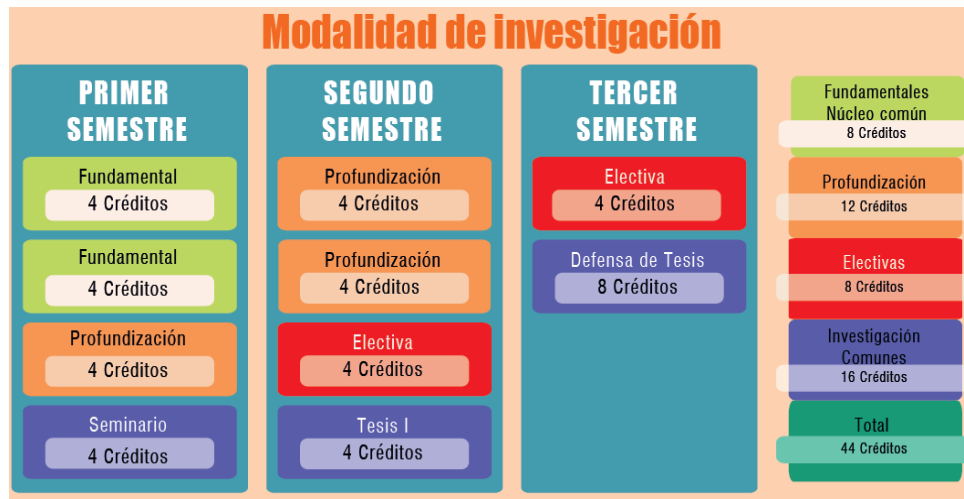 Modalidad de investigación
PRIMER
SEMESTRE
Fundamental
4 Créditos
Fundamental
4 Créditos
Profundización
4 Créditos
Seminario
4 Créditos
SEGUNDO
SEMESTRE
Profundización
4 Créditos
Profundización
4 Créditos
Electiva
4 Créditos
Tesis I
4 Créditos
TERCER
SEMESTRE
Electiva
4 Créditos
Defensa de Tesis
8 Créditos
Fundamentales
Núcleo común
8 Créditos
Profundización
12 Créditos
Electivas
8 Créditos
Investigación
Comunes
16 Créditos
Total
44 Créditos